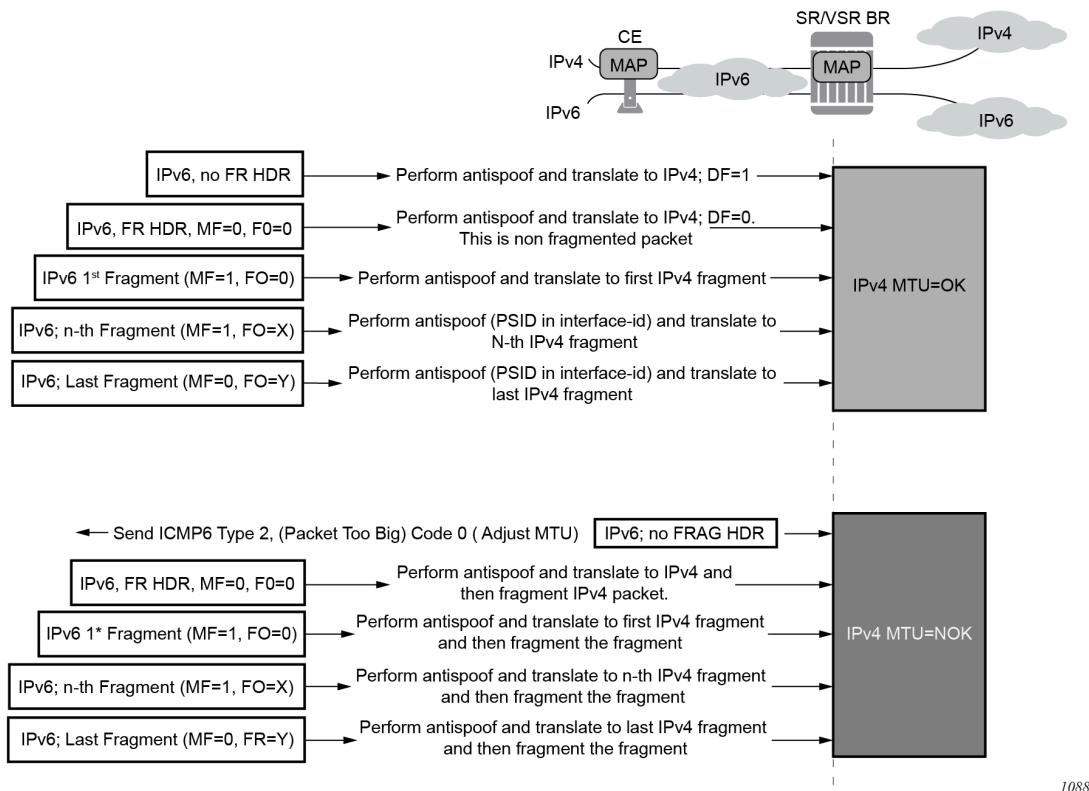 SR/VSR BR
CE
IPv4
MAP
IPv6
MAP
IPv4
IPv6
IPv6
IPv6, no FR HDR
Perform antispoof and translate to IPv4; DF=1
IPv6, FR HDR, MF=0, F0=0
Perform antispoof and translate to IPv4; DF=0.
This is non fragmented packet
IPv6 1st Fragment (MF=1, FO=0)
Perform antispoof and translate to first IPv4 fragment
IPv4 MTU=OK
IPv6; n-th Fragment (MF=1, FO=X)
Perform antispoof (PSID in interface-id) and translate to
N-th IPv4 fragment
IPv6; Last Fragment (MF=0, FO=Y)
Perform antispoof (PSID in interface-id) and translate to
last IPv4 fragment
Send ICMP6 Type 2, (Packet Too Big) Code 0 ( Adjust MTU)
IPv6; no FRAG HDR
IPv6, FR HDR, MF=0, F0=0
Perform antispoof and translate to IPv4 and
then fragment IPv4 packet.
IPv6 1* Fragment (MF=1, FO=0)
Perform antispoof and translate to first IPv4 fragment
and then fragment the fragment
IPv4 MTU=NOK
IPv6; n-th Fragment (MF=1, FO=X)
Perform antispoof and translate to n-th IPv4 fragment
and then fragment the fragment
IPv6; Last Fragment (MF=0, FR=Y)
Perform antispoof and translate to last IPv4 fragment
and then fragment the fragment
1088